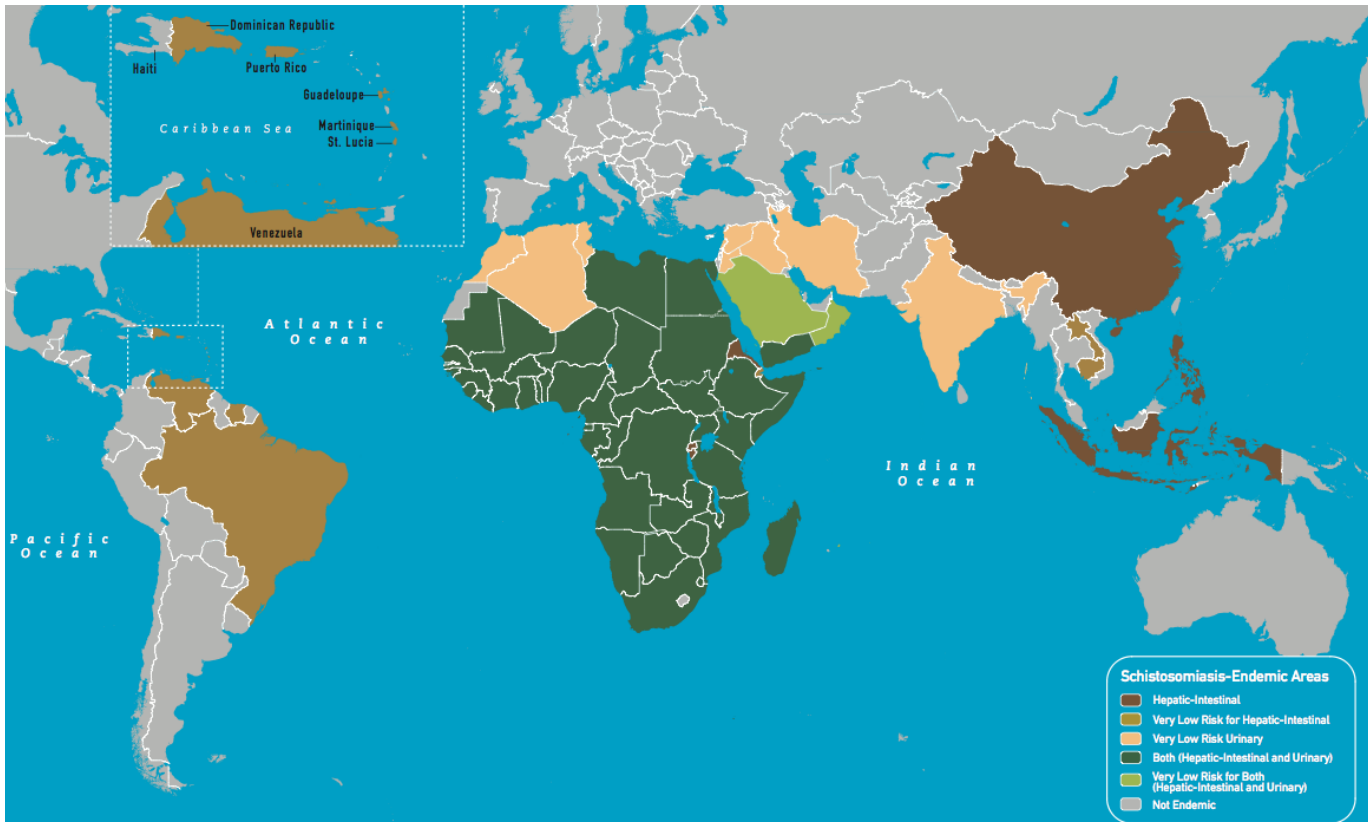 Dominican Republic
Haiti
Puerto Rico
Guadeloupe
Caribbean Sea
Martinique
St. Lucia
Venezuela
Atlantic
Ocean
Indian
Ocean
Pacific
Ocean
Schistosomiasis-Endemic Areas
Hepatic-Intestinal
Very Low Risk for Hepatic-Intestinal
Very Low Risk Urinary
Both (Hepatic-Intestinal and Urinary)
Very Low Risk for Both
(Hepatic-Intestinal and Urinary)
Not Endemic